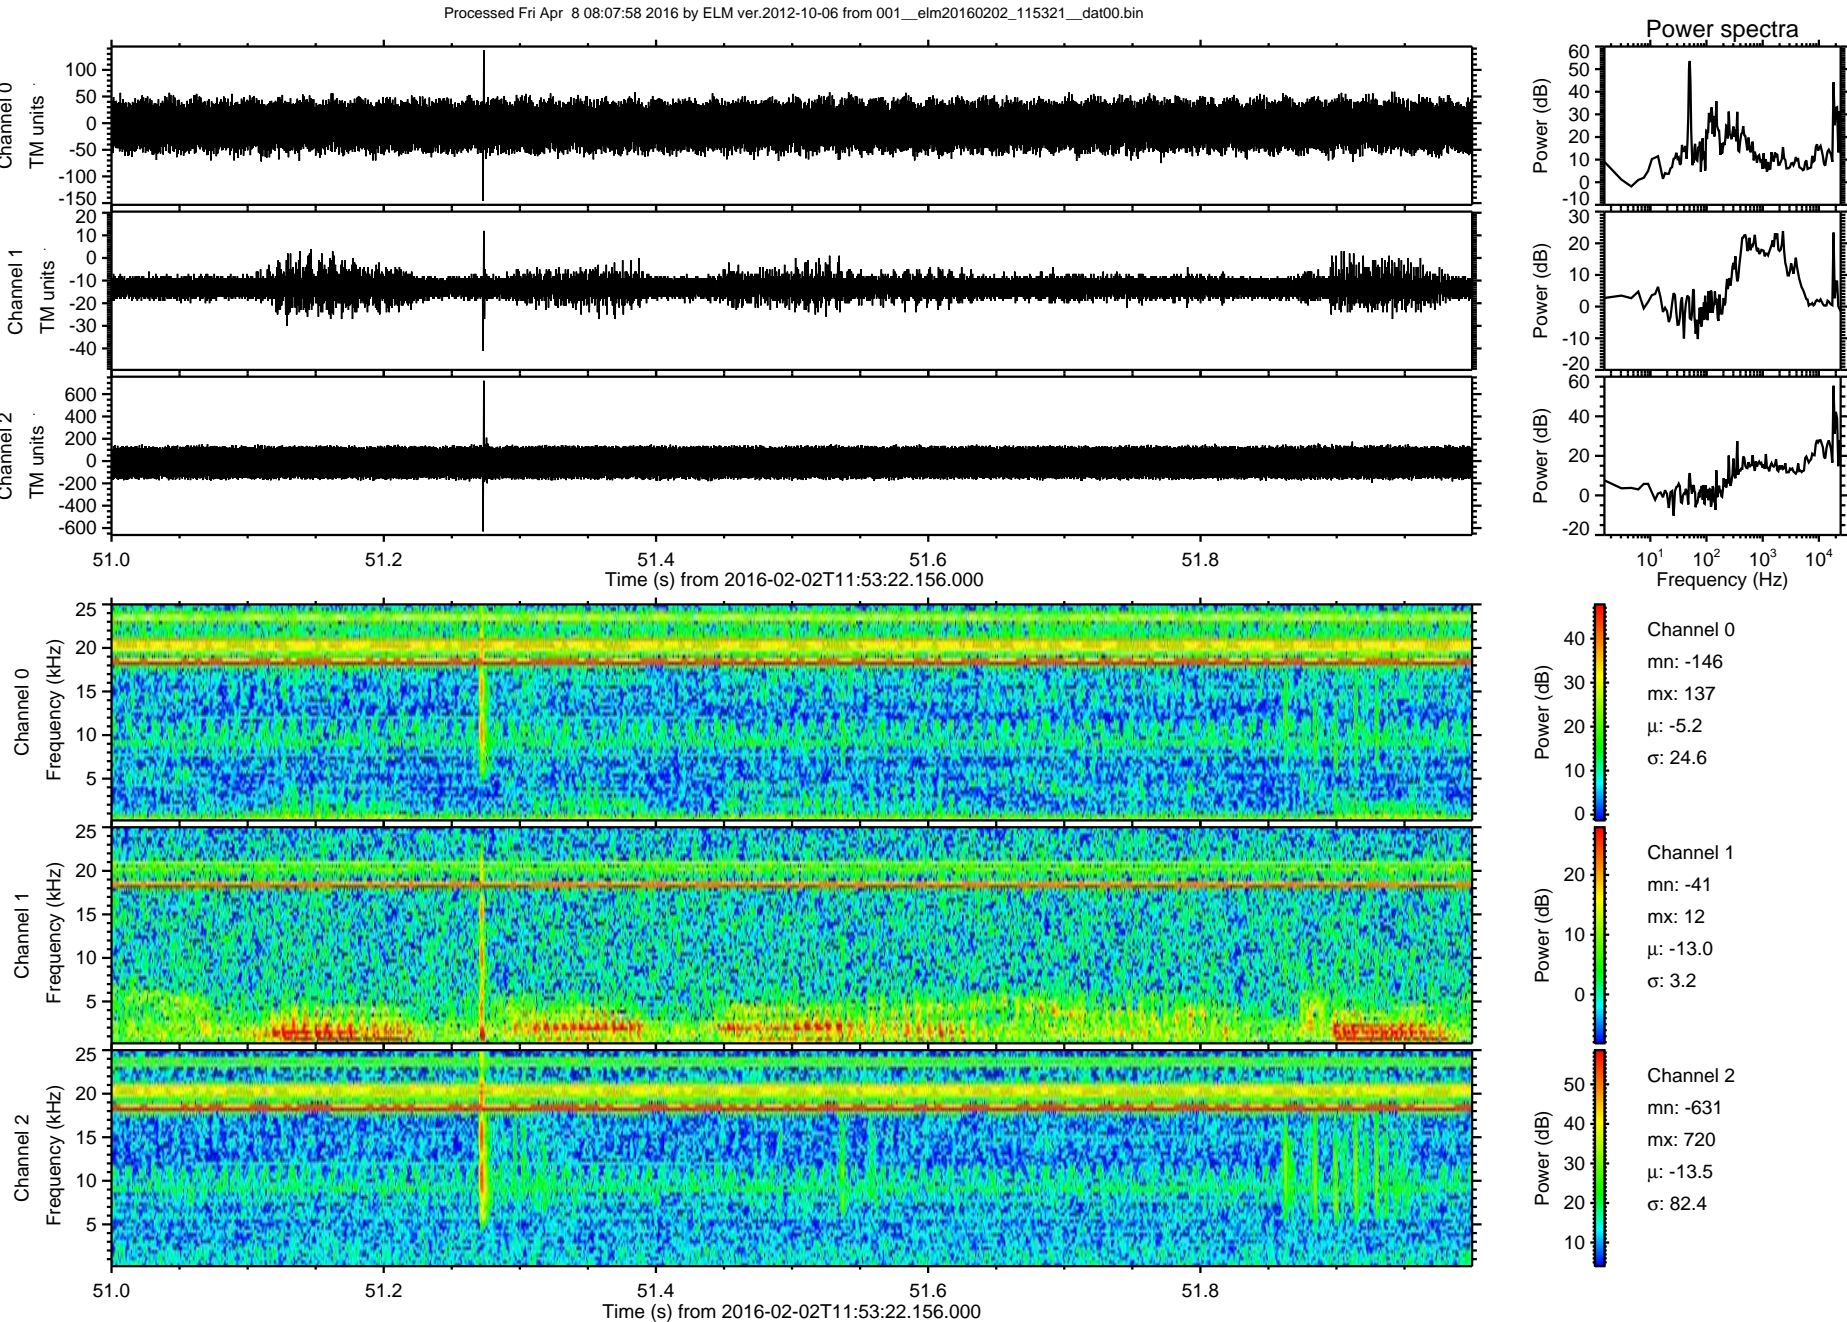 Processed Fri Apr  8 08:07:58 2016 by ELM ver.2012-10-06 from 001__elm20160202_115321__dat00.bin
Power spectra
Channel 0
TM units
100
50
0
-50
-100
-150
Power (dB)
60
50
40
30
20
10
0
-10
Channel 1
TM units
20
10
0
-10
-20
-30
-40
Power (dB)
30
20
10
0
-10
-20
Channel 2
TM units
600
400
200
0
-200
-400
-600
Power (dB)
60
40
20
0
-20
51.0 51.2 51.4 51.6 51.8
Time (s) from 2016-02-02T11:53:22.156.000
10¹ 10² 10³ 10⁴
Frequency (Hz)
Channel 0
Frequency (kHz)
25
20
15
10
5
Power (dB)
40
30
20
10
0
Channel 0
mn: -146
mx: 137
μ: -5.2
σ: 24.6
Channel 1
Frequency (kHz)
25
20
15
10
5
Power (dB)
20
10
0
Channel 1
mn: -41
mx: 12
μ: -13.0
σ: 3.2
Channel 2
Frequency (kHz)
25
20
15
10
5
Power (dB)
50
40
30
20
10
Channel 2
mn: -631
mx: 720
μ: -13.5
σ: 82.4
51.0 51.2 51.4 51.6 51.8
Time (s) from 2016-02-02T11:53:22.156.000